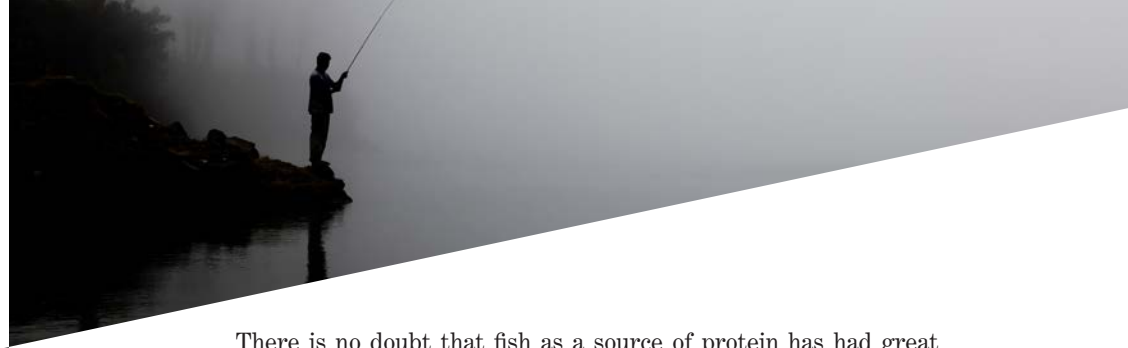 There is no doubt that fish as a source of protein has had great